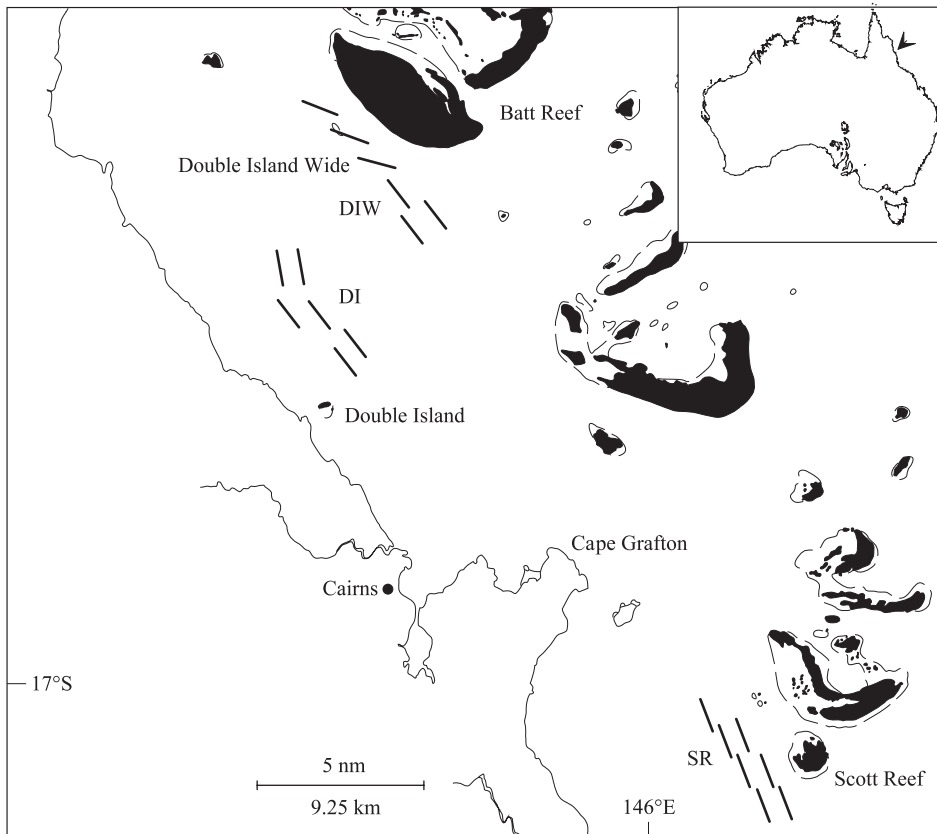 Batt Reef
Double Island Wide
DIW
DI
Double Island
Cape Grafton
Cairns
17°S
SR
5 nm
Scott Reef
9.25 km
146°E